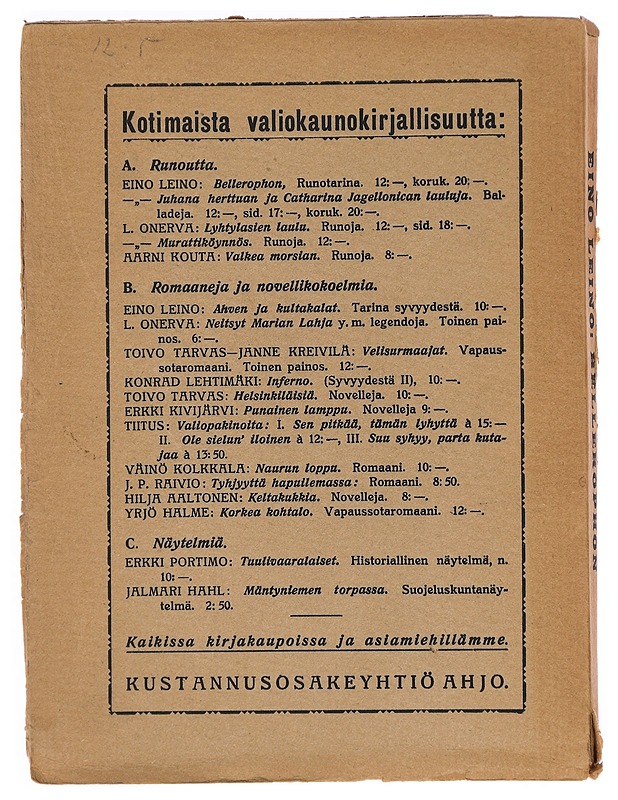 12.-5
Kotimaista valiokaunokirjallisuutta:
A. Runoutta.
EINO LEINO: Bellerophon, Runotarina. 12:—, koruk. 20:—.
—„— Juhana herttuan ja Catharina Jagellonican lauluja. Bal-
ladeja. 12:—, sid. 17:—, koruk. 20:—.
L. ONERVA: Lyhtylasien laulu. Runoja. 12:—, sid. 18:—.
—„— Murattiköynnös. Runoja. 12:—.
AARNI KOUTA: Valkea morsian. Runoja. 8:—.
B. Romaaneja ja novellikokoelmia.
EINO LEINO: Ahven ja kultakalat. Tarina syvyydestä. 10:—.
L. ONERVA: Neitsyt Marian Lahja y. m. legendoja. Toinen pai-
nos. 6:—.
TOIVO TARVAS—JANNE KREIVILÄ: Velisurmaajat. Vapaus-
sotaromaani. Toinen painos. 12:—.
KONRAD LEHTIMÄKI: Inferno. (Syvyydestä II), 10:—.
TOIVO TARVAS: Helsinkiläisiä. Novelleja. 10:—.
ERKKI KIVIJÄRVI: Punainen lamppu. Novelleja 9:—.
TIITUS: Valiopakinoita: I. Sen pitkää, tämän lyhyttä à 15:—
II. Ole sielun' iloinen à 12:—, III. Suu syhyy, parta kuta-
jaa à 13:50.
VÄINÖ KOLKKALA: Naurun loppu. Romaani. 10:—.
J. P. RAIVIO: Tyhjyyttä hapuilemassa: Romaani. 8:50.
HILJA AALTONEN: Keltakukkia. Novelleja. 8:—.
YRJÖ HALME: Korkea kohtalo. Vapaussotaromaani. 12:—.
C. Näytelmiä.
ERKKI PORTIMO: Tuulivaaralaiset. Historiallinen näytelmä, n.
10:—.
JALMARI HAHL: Mäntyniemen torpassa. Suojeluskuntanäy-
telmä. 2:50.
Kaikissa kirjakaupoissa ja asiamiehillämme.
KUSTANNUSOSAKEYHTIÖ AHJO.
EINO LEINO: BELLEROPHON